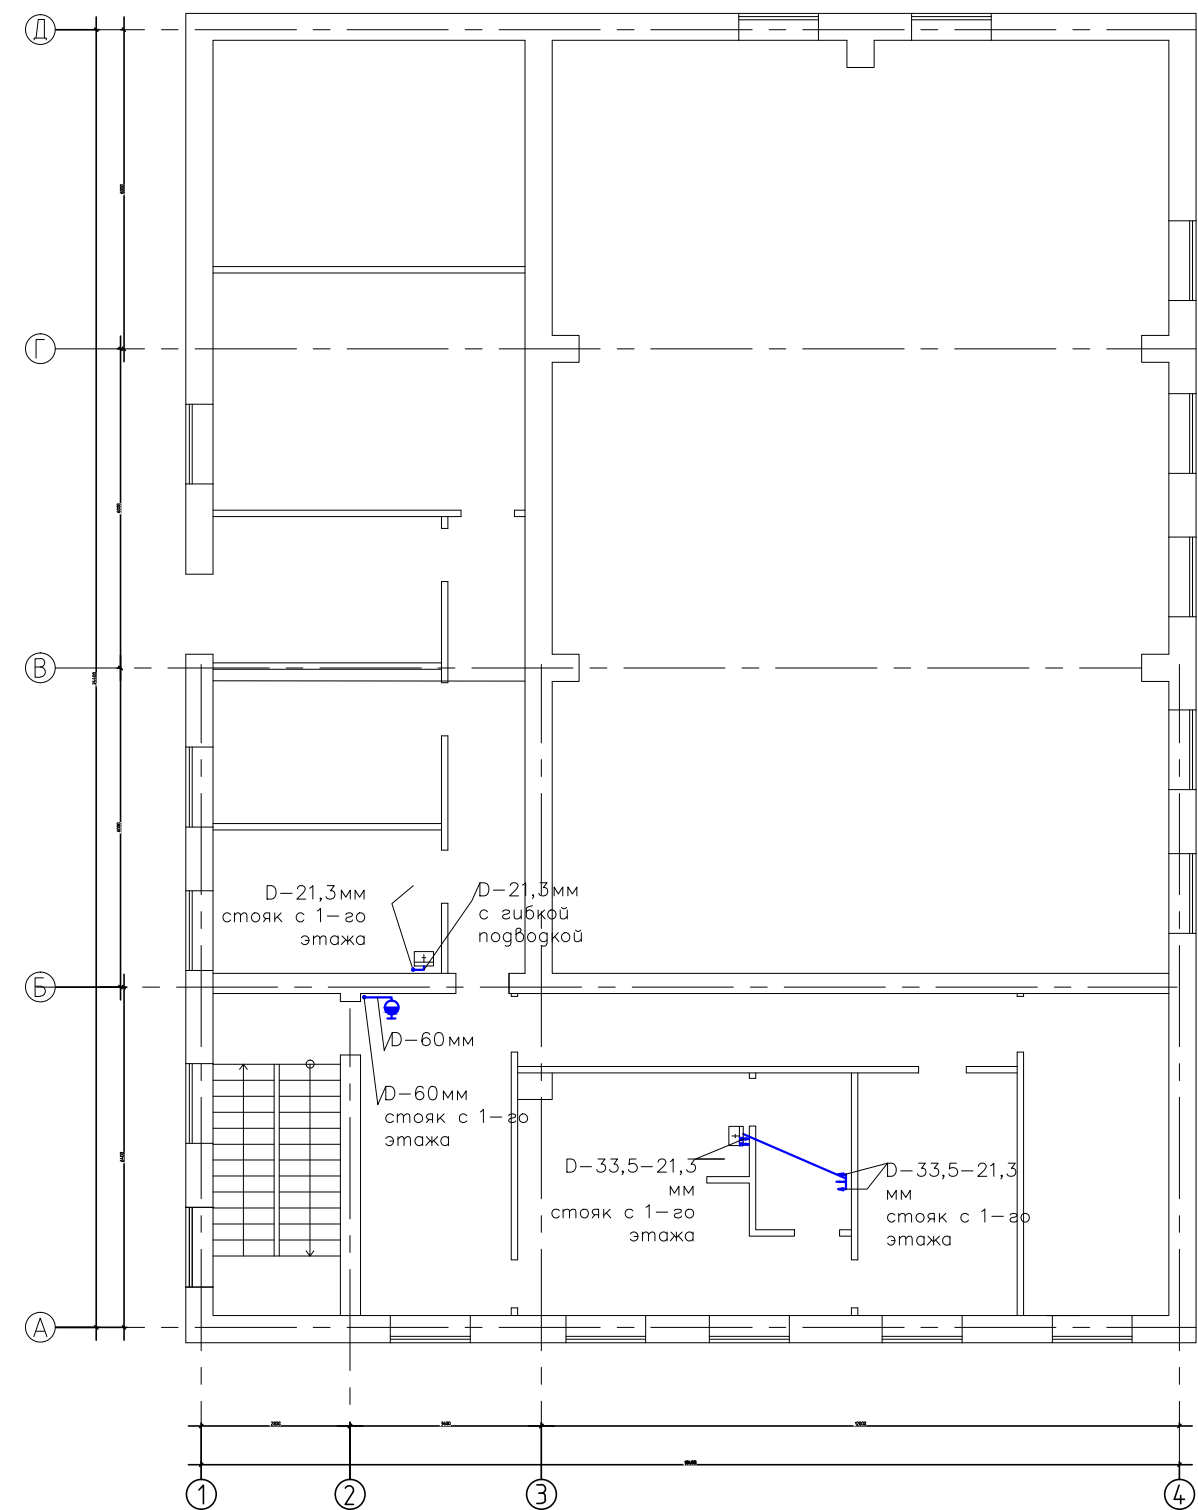 Д
Г
В
D-21,3мм
стояк с 1-го
этажа
D-21,3мм
с гибкой
подводкой
Б
D-60мм
D-60мм
стояк с 1-го
этажа
D-33,5-21,3
мм
стояк с 1-го
этажа
D-33,5-21,3
мм
стояк с 1-го
этажа
А
1
2
3
4